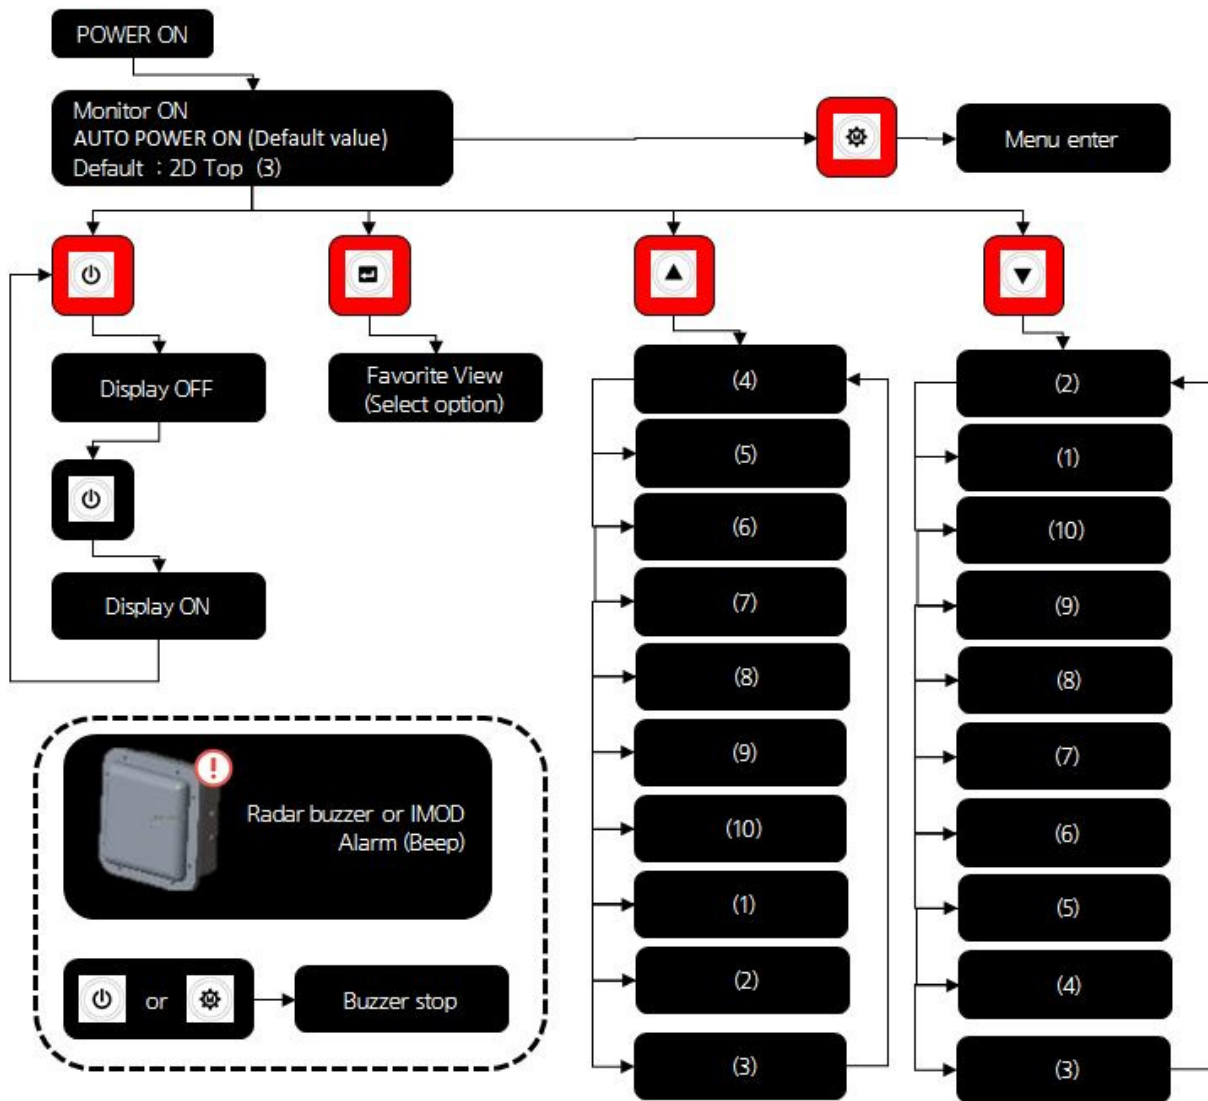 POWER ON
Monitor ON
AUTO POWER ON (Default value)
Default : 2D Top (3)
Menu enter
Display OFF
Display ON
Favorite View
(Select option)
(4)
(5)
(6)
(7)
(8)
(9)
(10)
(1)
(2)
(3)
(2)
(1)
(10)
(9)
(8)
(7)
(6)
(5)
(4)
(3)
Radar buzzer or IMOD
Alarm (Beep)
or
Buzzer stop